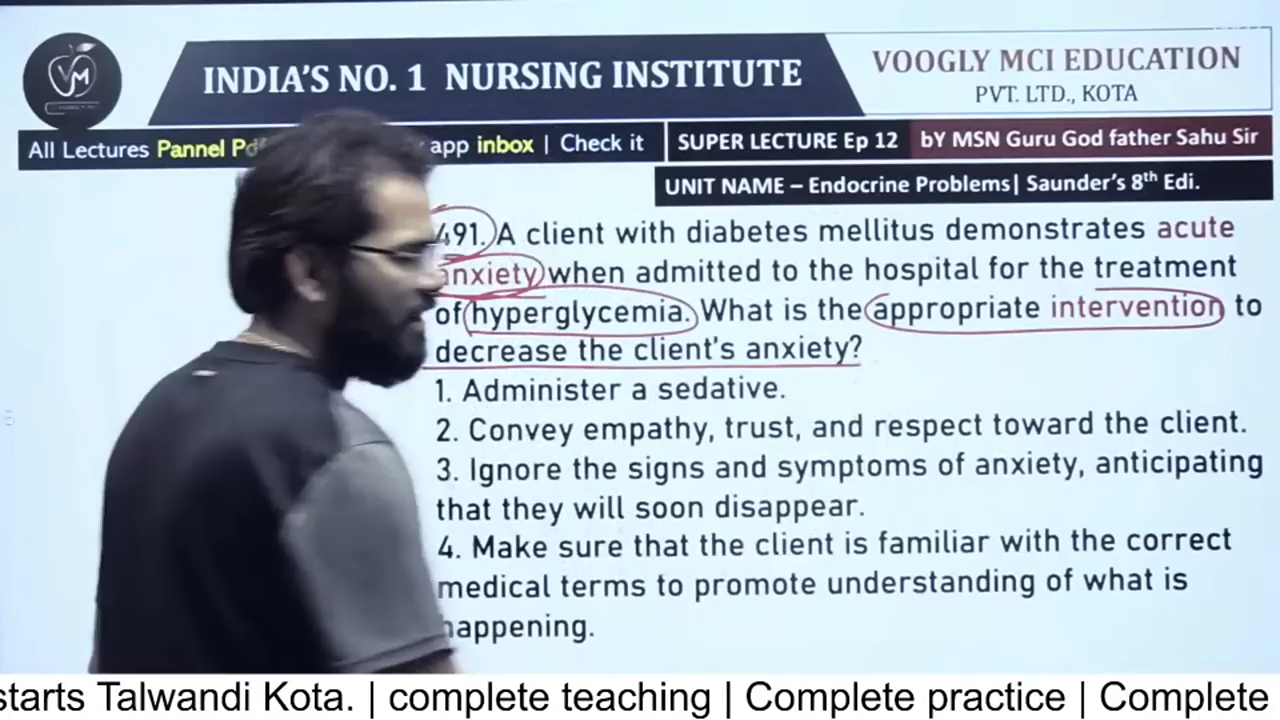 VM
INDIA'S NO. 1 NURSING INSTITUTE
VOOGLY MCI EDUCATION
PVT. LTD., KOTA
All Lectures Pannel Pd app inbox | Check it
SUPER LECTURE Ep 12 bY MSN Guru God father Sahu Sir
UNIT NAME – Endocrine Problems| Saunder's 8th Edi.
491. A client with diabetes mellitus demonstrates acute
anxiety when admitted to the hospital for the treatment
of hyperglycemia. What is the appropriate intervention to
decrease the client's anxiety?
1. Administer a sedative.
2. Convey empathy, trust, and respect toward the client.
3. Ignore the signs and symptoms of anxiety, anticipating
that they will soon disappear.
4. Make sure that the client is familiar with the correct
medical terms to promote understanding of what is
happening.
starts Talwandi Kota. | complete teaching | Complete practice | Complete